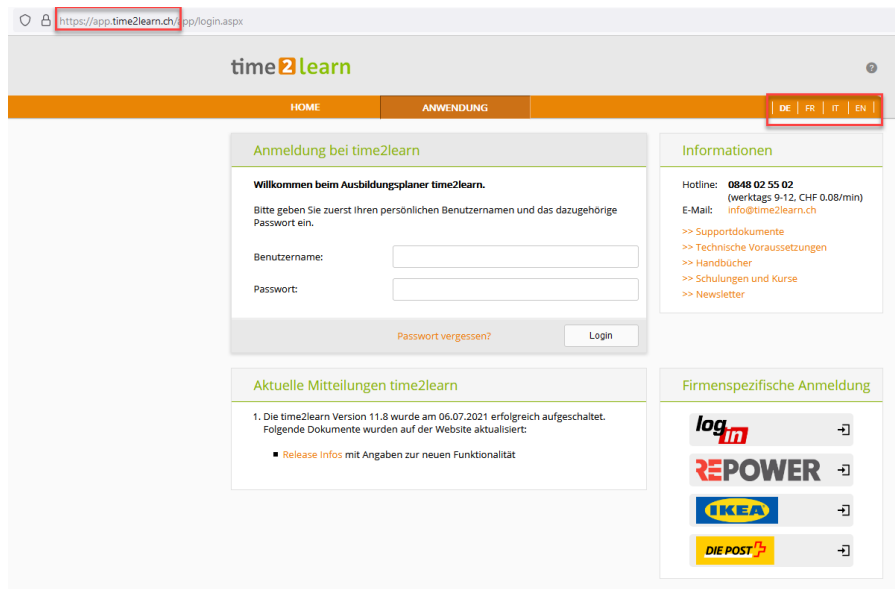 https://app.time2learn.ch/app/login.aspx
time2learn
?
HOME
ANWENDUNG
| DE | FR | IT | EN |
Anmeldung bei time2learn
Willkommen beim Ausbildungsplaner time2learn.
Bitte geben Sie zuerst Ihren persönlichen Benutzernamen und das dazugehörige
Passwort ein.
Benutzername:
Passwort:
Passwort vergessen?
Login
Informationen
Hotline: 0848 02 55 02
(werktags 9-12, CHF 0.08/min)
E-Mail: info@time2learn.ch
>> Supportdokumente
>> Technische Voraussetzungen
>> Handbücher
>> Schulungen und Kurse
>> Newsletter
Aktuelle Mitteilungen time2learn
1. Die time2learn Version 11.8 wurde am 06.07.2021 erfolgreich aufgeschaltet.
Folgende Dokumente wurden auf der Website aktualisiert:
■ Release Infos mit Angaben zur neuen Funktionalität
Firmenspezifische Anmeldung
login
REPOWER
IKEA
DIE POST